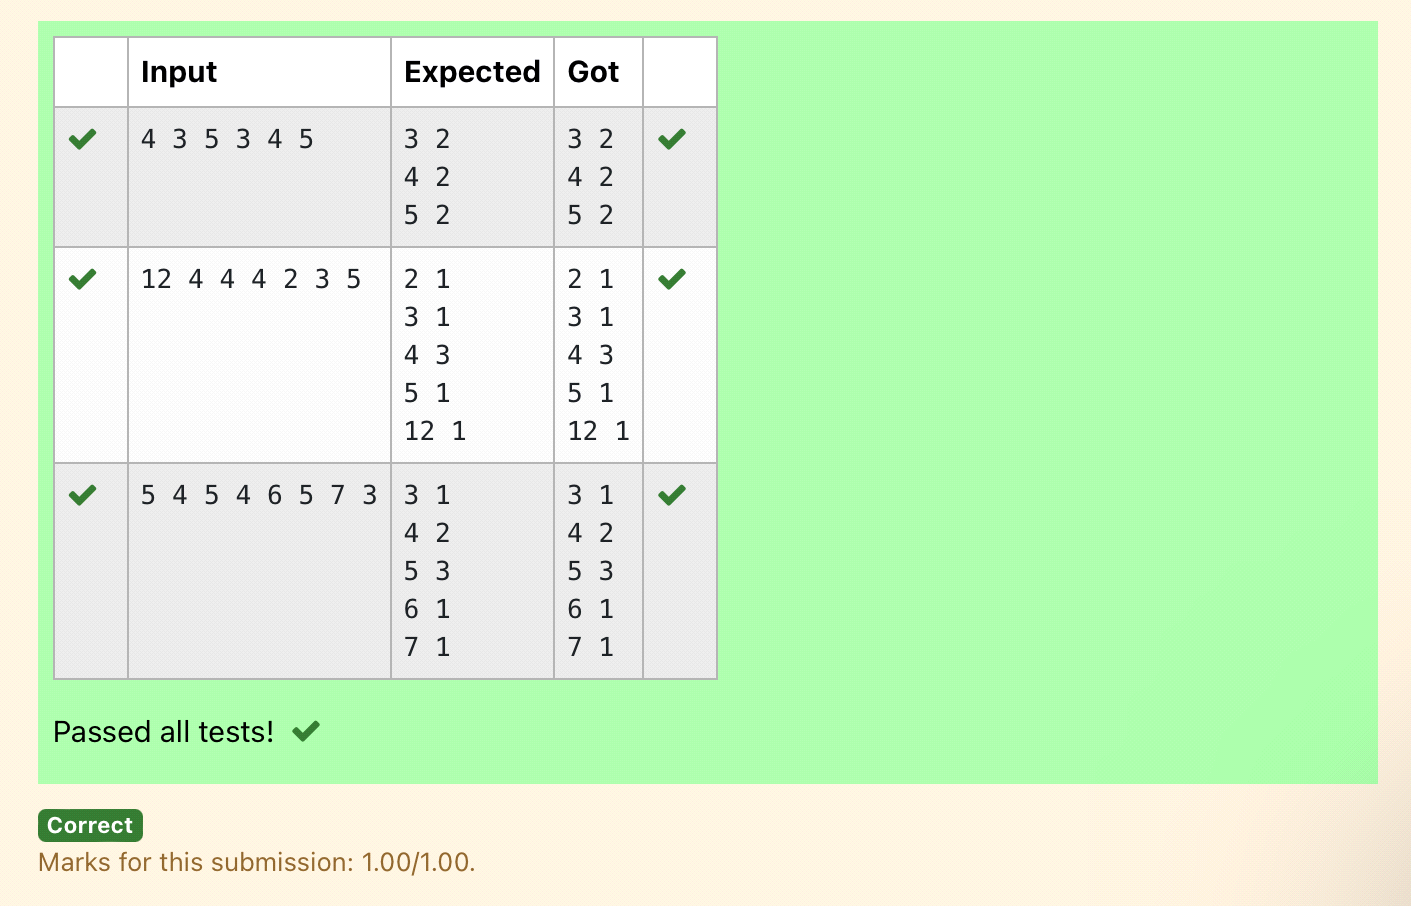 Input Expected Got
4 3 5 3 4 5 3 2 3 2
4 2 4 2
5 2 5 2
12 4 4 4 2 3 5 2 1 2 1
3 1 3 1
4 3 4 3
5 1 5 1
12 1 12 1
5 4 5 4 6 5 7 3 3 1 3 1
4 2 4 2
5 3 5 3
6 1 6 1
7 1 7 1
Passed all tests!
Correct
Marks for this submission: 1.00/1.00.